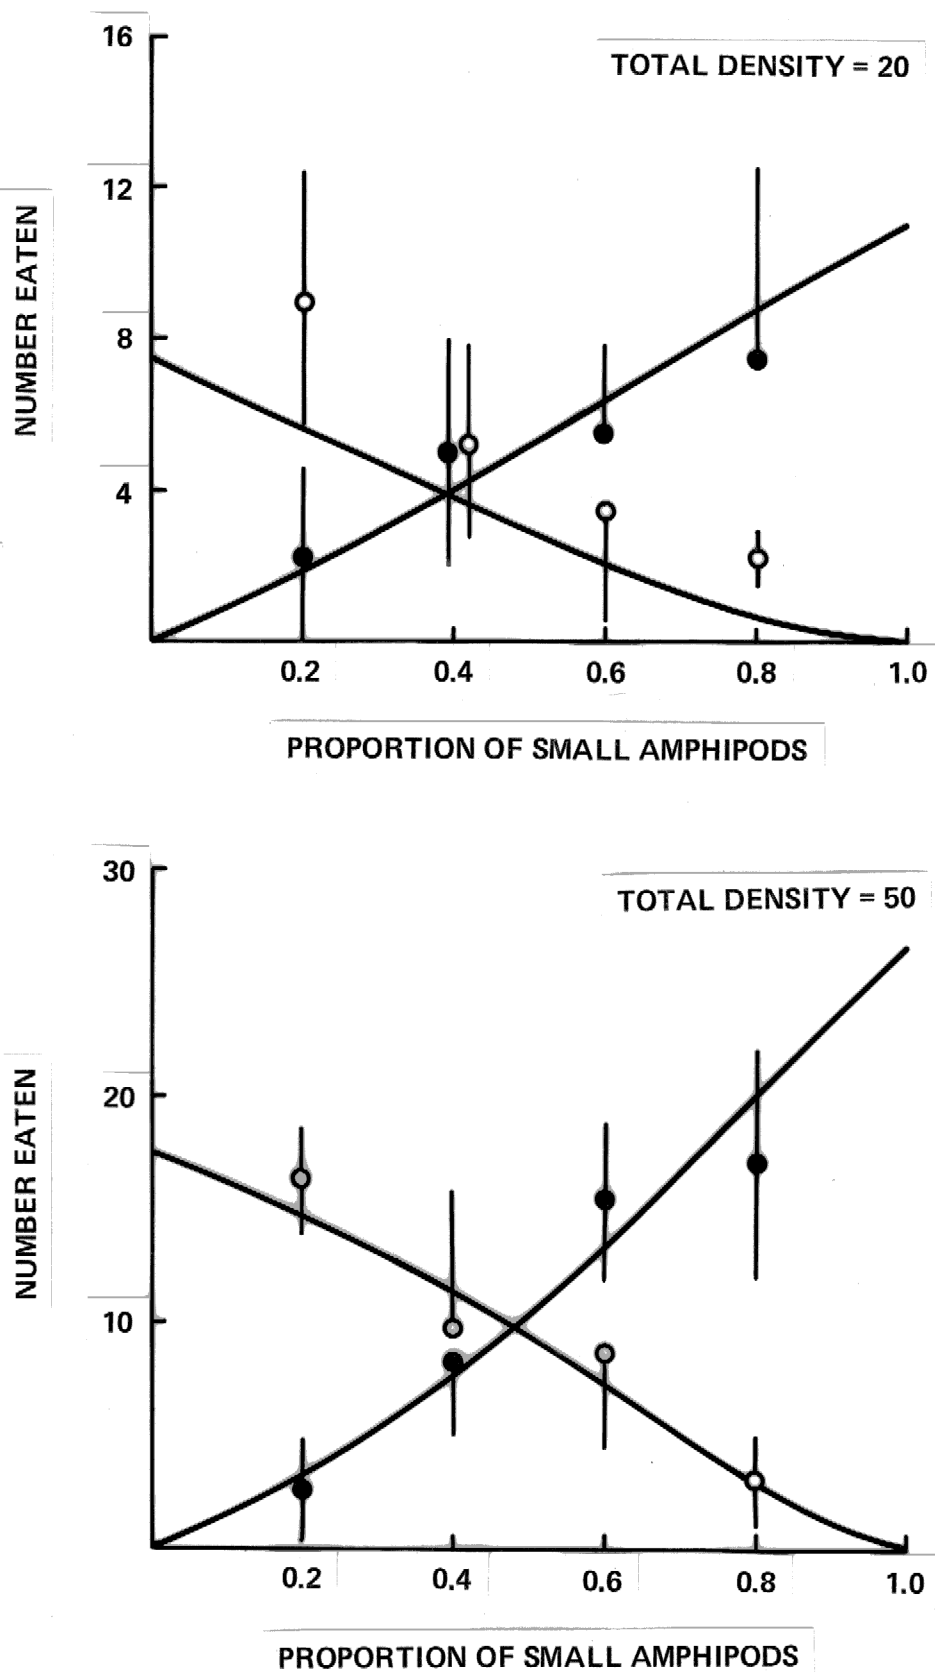 16
TOTAL DENSITY = 20
12
NUMBER EATEN
8
4
0.2 0.4 0.6 0.8 1.0
PROPORTION OF SMALL AMPHIPODS
30
TOTAL DENSITY = 50
20
NUMBER EATEN
10
0.2 0.4 0.6 0.8 1.0
PROPORTION OF SMALL AMPHIPODS